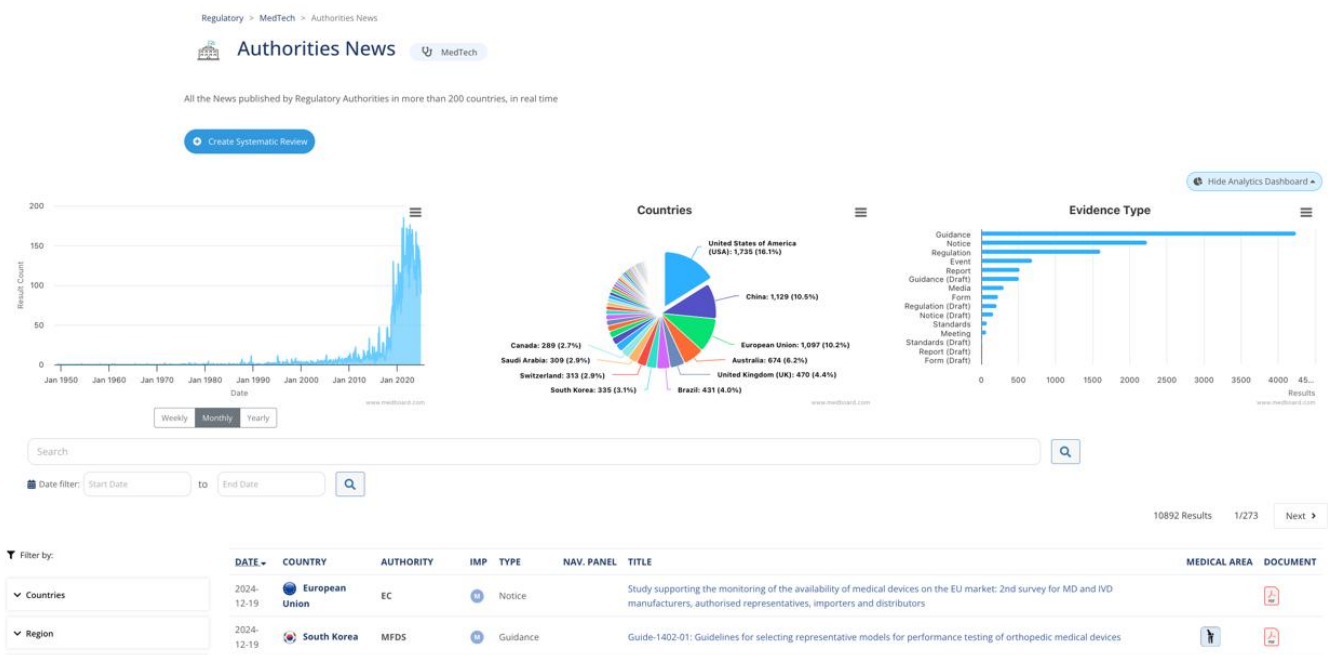 Regulatory > MedTech > Authorities News
Authorities News
MedTech
All the News published by Regulatory Authorities in more than 200 countries, in real time
Create Systematic Review
Hide Analytics Dashboard
200
150
100
50
0
Result Count
Jan 1950 Jan 1960 Jan 1970 Jan 1980 Jan 1990 Jan 2000 Jan 2010 Jan 2020
Date
www.medboard.com
Weekly Monthly Yearly
Countries
United States of America
(USA): 1,735 (16.1%)
China: 1,129 (10.5%)
European Union: 1,097 (10.2%)
Australia: 674 (6.2%)
United Kingdom (UK): 470 (4.4%)
Brazil: 431 (4.0%)
South Korea: 335 (3.1%)
Switzerland: 313 (2.9%)
Saudi Arabia: 309 (2.9%)
Canada: 289 (2.7%)
www.medboard.com
Evidence Type
Guidance
Notice
Regulation
Event
Report
Guidance (Draft)
Media
Form
Regulation (Draft)
Notice (Draft)
Standards
Meeting
Standards (Draft)
Report (Draft)
Form (Draft)
0 500 1000 1500 2000 2500 3000 3500 4000 45...
Results
www.medboard.com
Search
Date filter: Start Date to End Date
10892 Results 1/273 Next >
Filter by:
Countries
Region
DATE COUNTRY AUTHORITY IMP TYPE NAV. PANEL TITLE MEDICAL AREA DOCUMENT
2024-12-19 European Union EC M Notice Study supporting the monitoring of the availability of medical devices on the EU market: 2nd survey for MD and IVD
manufacturers, authorised representatives, importers and distributors
2024-12-19 South Korea MFDS M Guidance Guide-1402-01: Guidelines for selecting representative models for performance testing of orthopedic medical devices